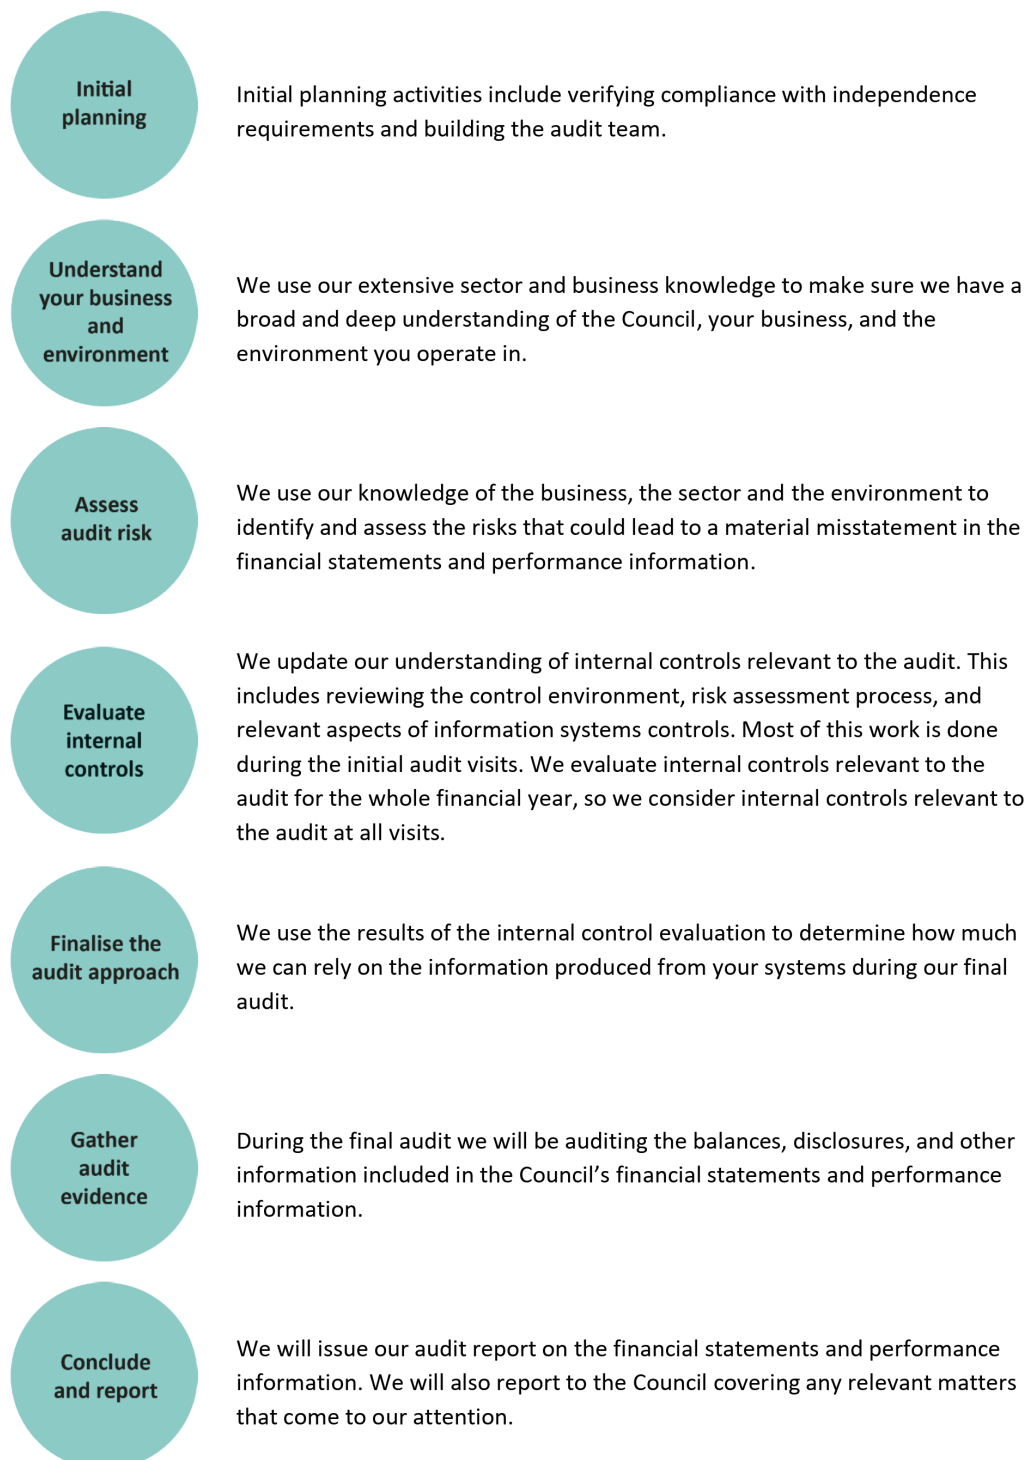 Initial
planning
Initial planning activities include verifying compliance with independence
requirements and building the audit team.
Understand
your business
and
environment
We use our extensive sector and business knowledge to make sure we have a
broad and deep understanding of the Council, your business, and the
environment you operate in.
Assess
audit risk
We use our knowledge of the business, the sector and the environment to
identify and assess the risks that could lead to a material misstatement in the
financial statements and performance information.
Evaluate
internal
controls
We update our understanding of internal controls relevant to the audit. This
includes reviewing the control environment, risk assessment process, and
relevant aspects of information systems controls. Most of this work is done
during the initial audit visits. We evaluate internal controls relevant to the
audit for the whole financial year, so we consider internal controls relevant to
the audit at all visits.
Finalise the
audit approach
We use the results of the internal control evaluation to determine how much
we can rely on the information produced from your systems during our final
audit.
Gather
audit
evidence
During the final audit we will be auditing the balances, disclosures, and other
information included in the Council’s financial statements and performance
information.
Conclude
and report
We will issue our audit report on the financial statements and performance
information. We will also report to the Council covering any relevant matters
that come to our attention.